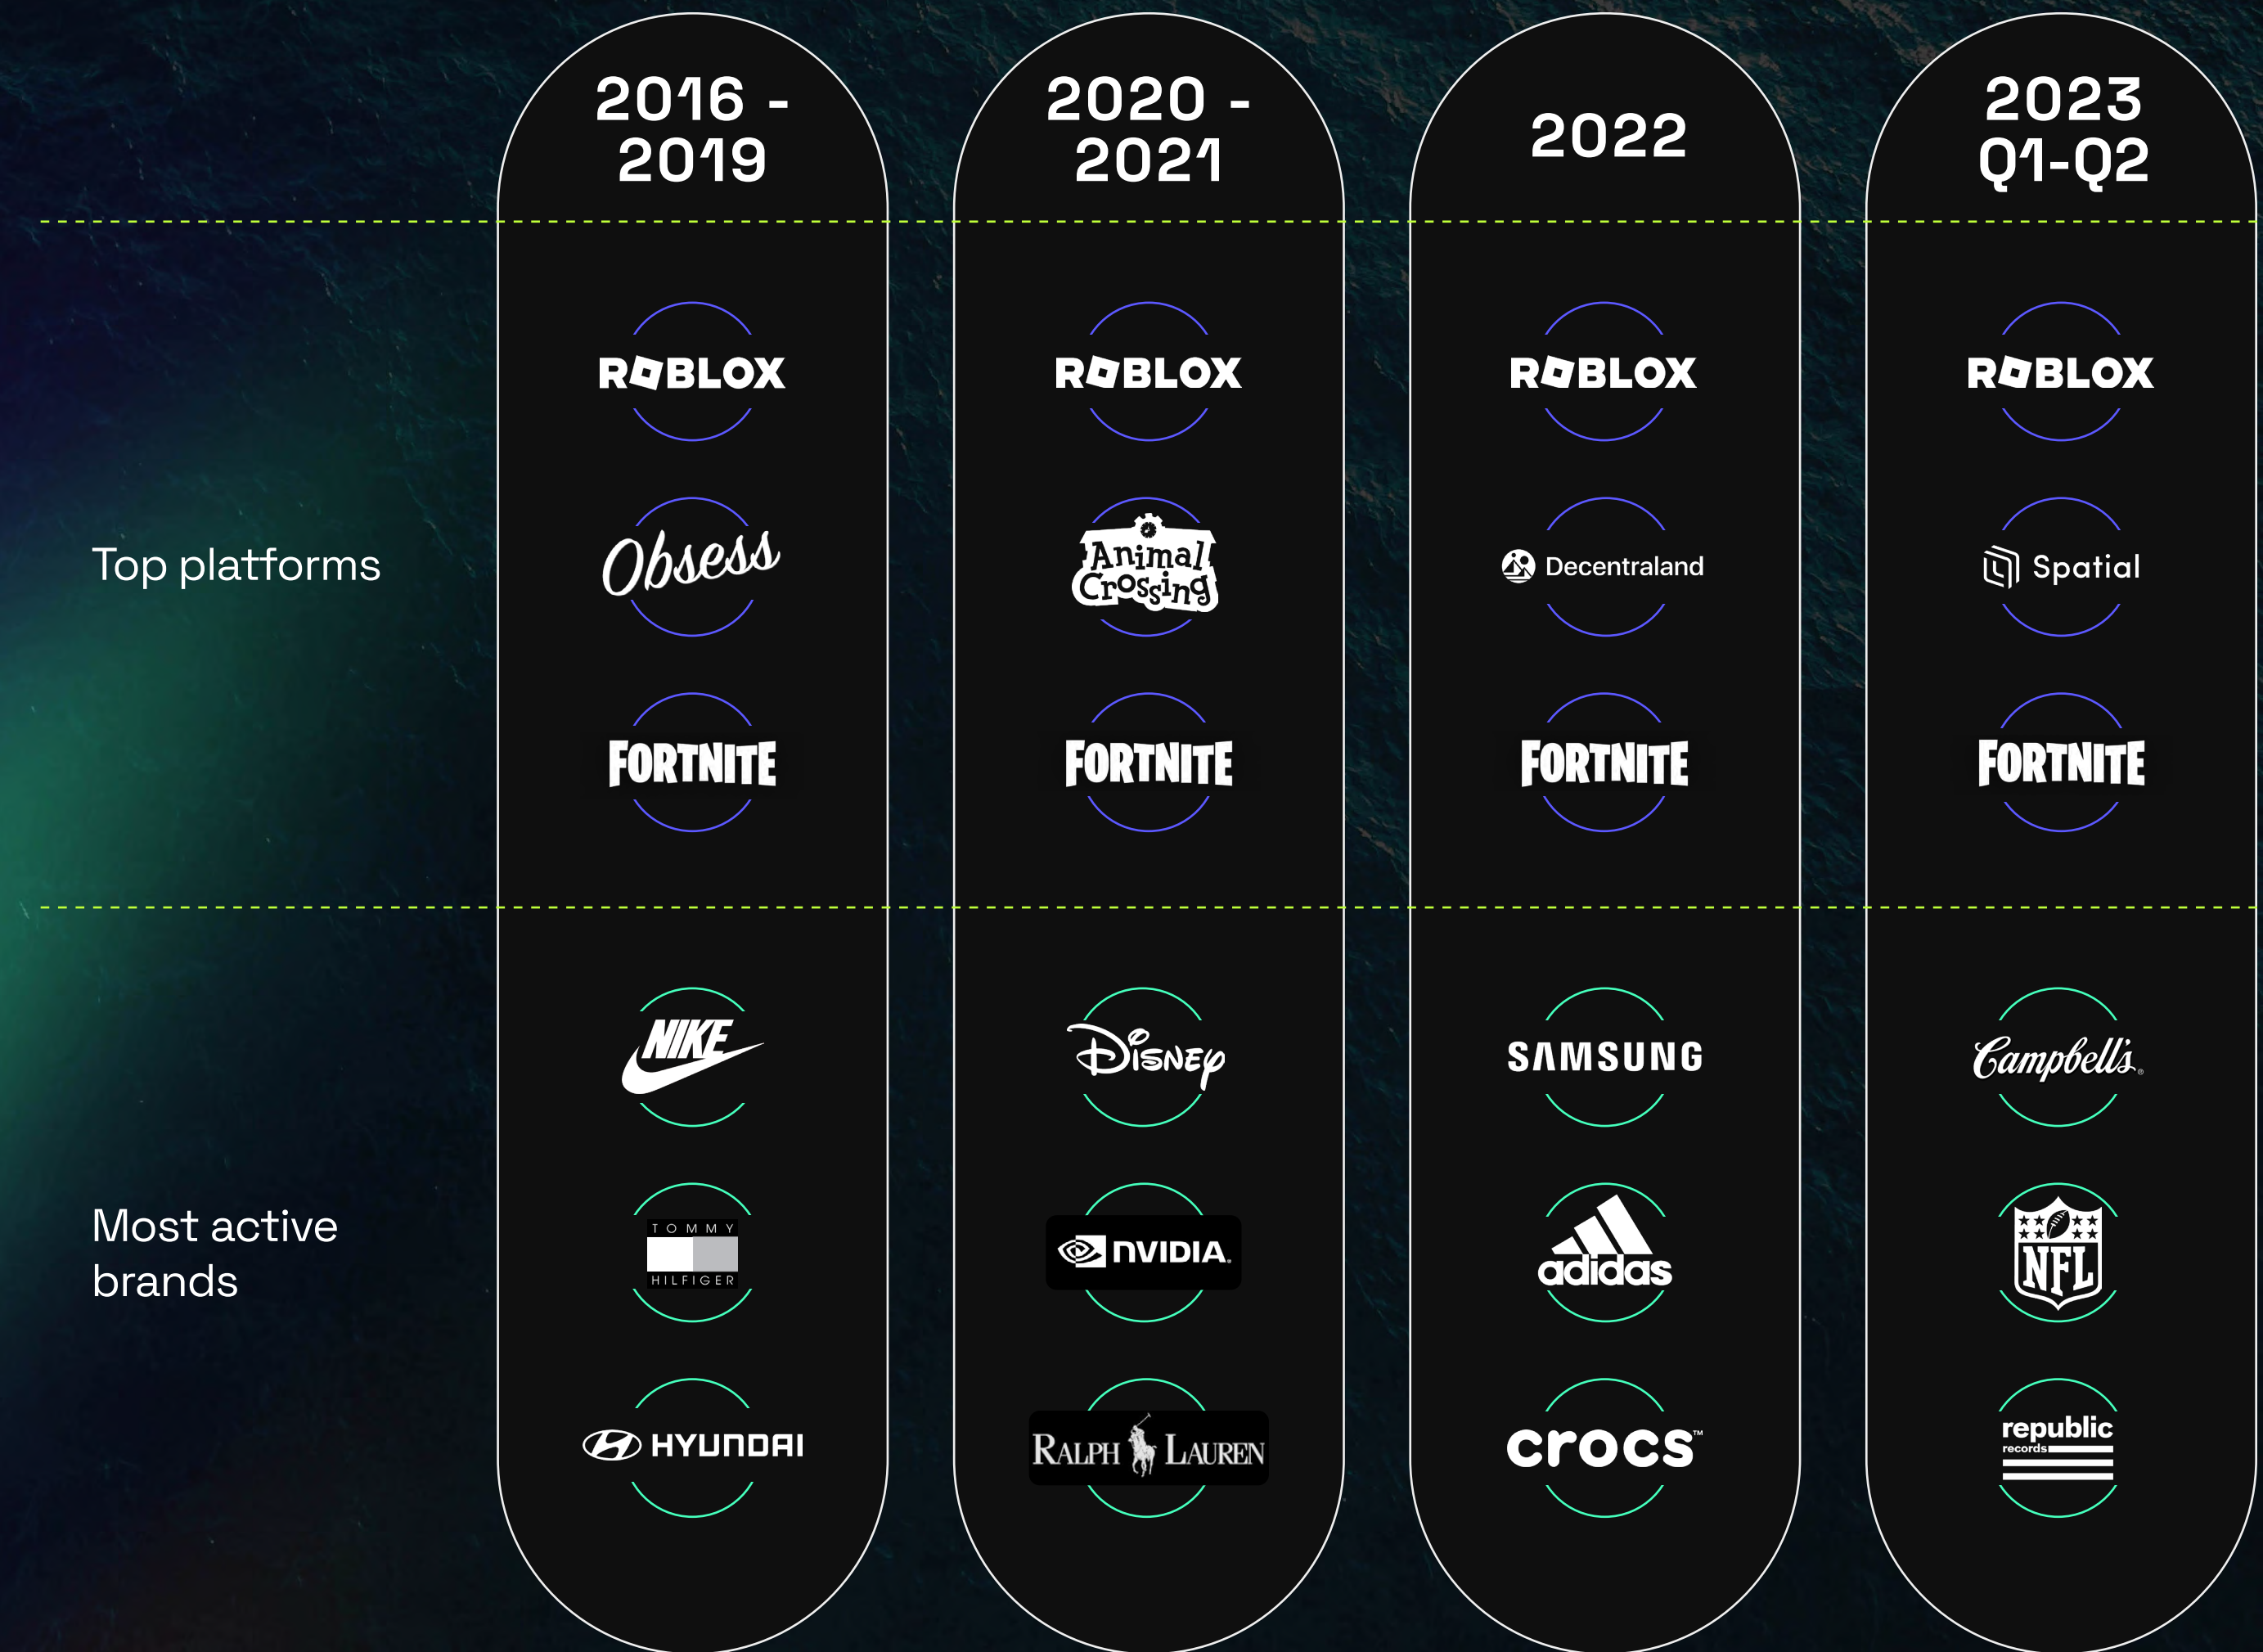 2016 -
2019
2020 -
2021
2022
2023
Q1-Q2
Top platforms
ROBLOX
ROBLOX
ROBLOX
ROBLOX
Obsess
Animal
Crossing
Decentraland
Spatial
FORTNITE
FORTNITE
FORTNITE
FORTNITE
Most active
brands
NIKE
Disney
SAMSUNG
Campbell's®
TOMMY
HILFIGER
NVIDIA.
adidas
NFL
HYUNDAI
RALPH LAUREN
crocs™
republic
records